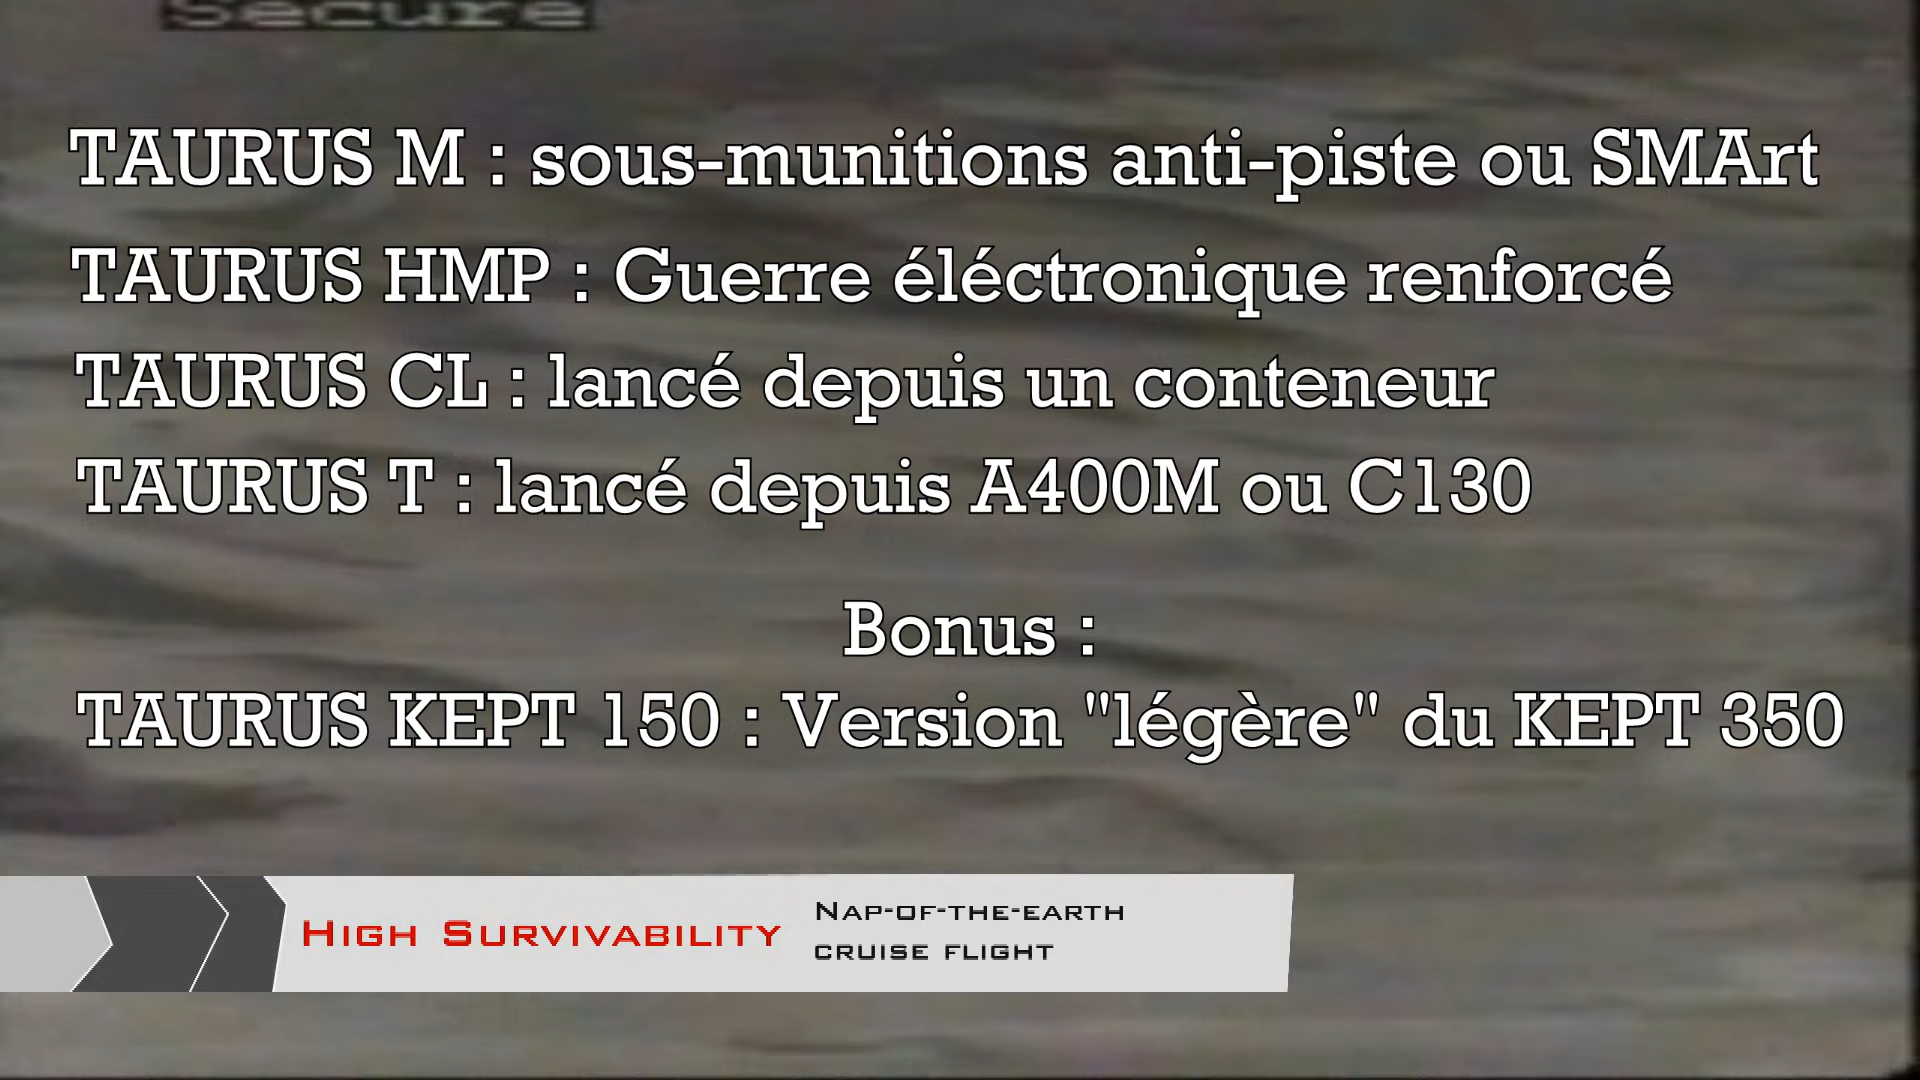 Secure
TAURUS M : sous-munitions anti-piste ou SMArt
TAURUS HMP : Guerre éléctronique renforcé
TAURUS CL : lancé depuis un conteneur
TAURUS T : lancé depuis A400M ou C130
Bonus :
TAURUS KEPT 150 : Version "légère" du KEPT 350
High Survivability
Nap-of-the-earth
cruise flight